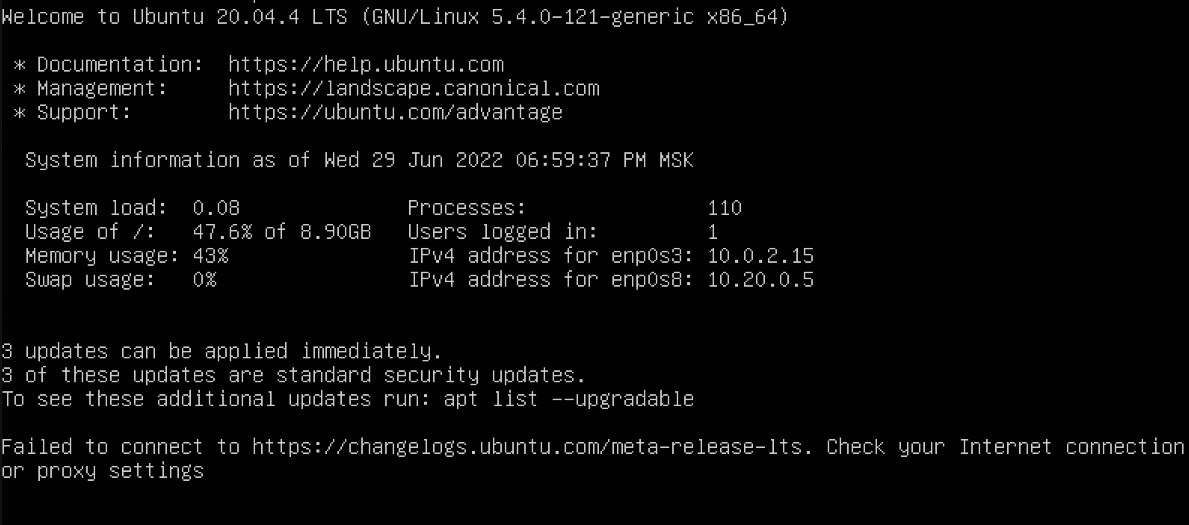 Welcome to Ubuntu 20.04.4 LTS (GNU/Linux 5.4.0-121-generic x86_64)
* Documentation:  https://help.ubuntu.com
* Management:     https://landscape.canonical.com
* Support:        https://ubuntu.com/advantage
System information as of Wed 29 Jun 2022 06:59:37 PM MSK
System load:  0.08              Processes:               110
Usage of /:   47.6% of 8.90GB   Users logged in:         1
Memory usage: 43%               IPv4 address for enp0s3: 10.0.2.15
Swap usage:   0%                IPv4 address for enp0s8: 10.20.0.5
3 updates can be applied immediately.
3 of these updates are standard security updates.
To see these additional updates run: apt list --upgradable
Failed to connect to https://changelogs.ubuntu.com/meta-release-lts. Check your Internet connection
or proxy settings